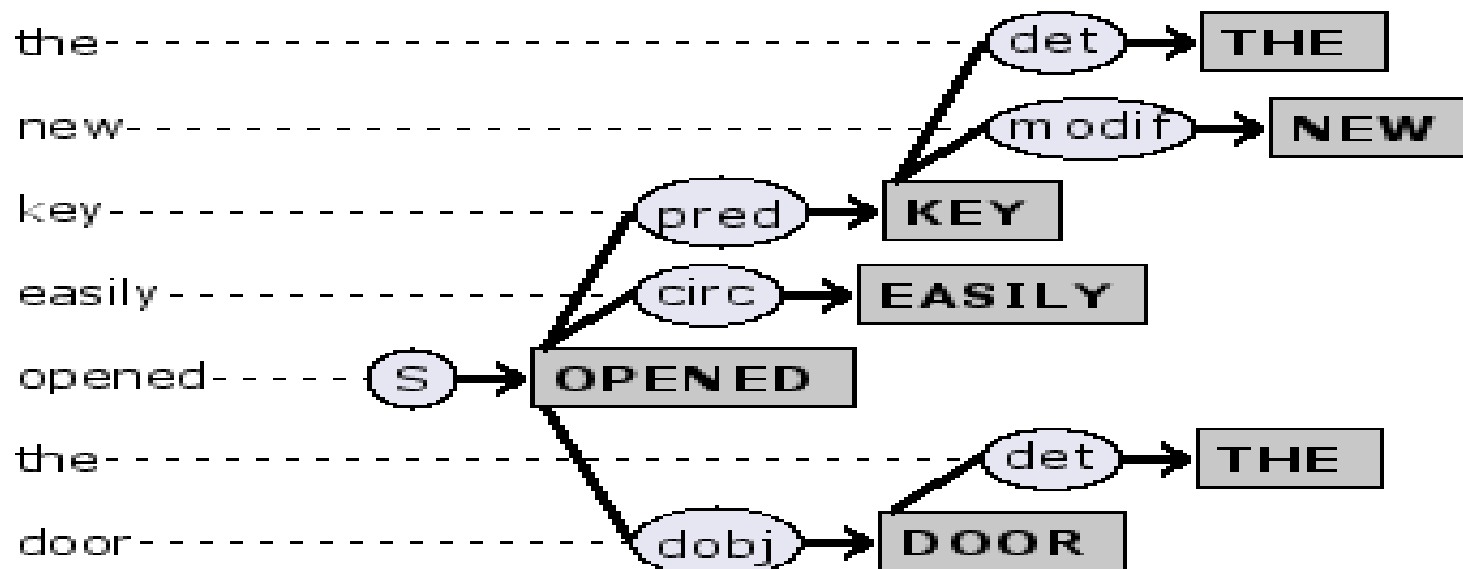 the det THE
new modif NEW
key pred KEY
easily circ EASILY
opened S OPENED
the det THE
door dobj DOOR